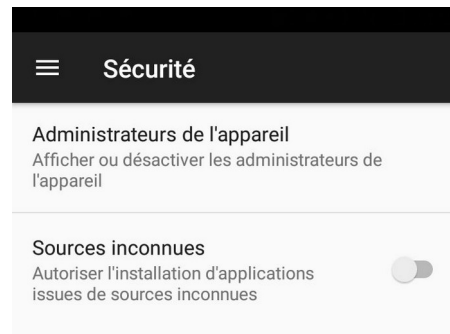 Sécurité
Administrateurs de l'appareil
Afficher ou désactiver les administrateurs de
l'appareil
Sources inconnues
Autoriser l'installation d'applications
issues de sources inconnues